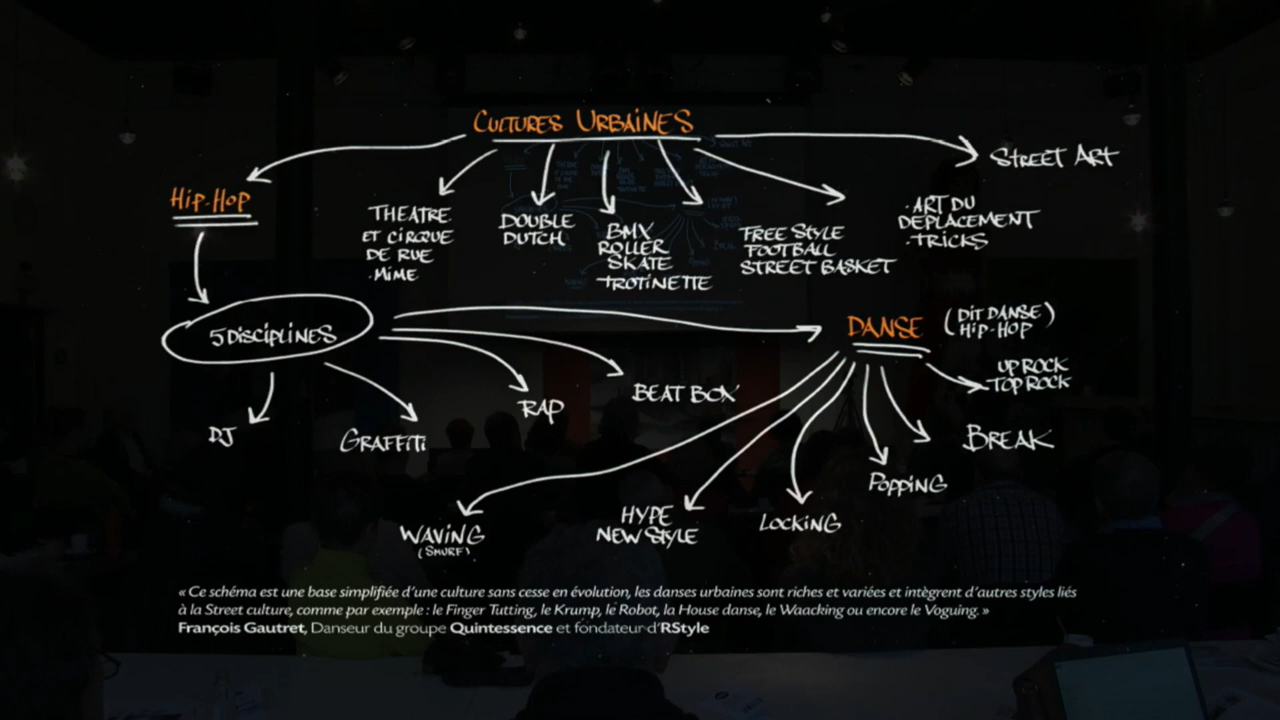 CULTURES URBAINES
STREET ART
HIP-HOP
THEATRE
ET CIRQUE
DE RUE
·MIME
DOUBLE
DUTCH
BMX
ROLLER
SKATE
TROTINETTE
FREE STYLE
FOOTBALL
STREET BASKET
·ART DU
DEPLACEMENT
·TRICKS
5 DISCIPLINES
DANSE
(DIT DANSE)
HIP-HOP
UP ROCK
TOP ROCK
DJ
GRAFFITI
RAP
BEAT BOX
BREAK
POPPING
LOCKING
HYPE
NEW STYLE
WAVING
(SMURF)
« Ce schéma est une base simplifiée d'une culture sans cesse en évolution, les danses urbaines sont riches et variées et intègrent d'autres styles liés
à la Street culture, comme par exemple : le Finger Tutting, le Krump, le Robot, la House danse, le Waacking ou encore le Voguing. »
François Gautret, Danseur du groupe Quintessence et fondateur d'RStyle